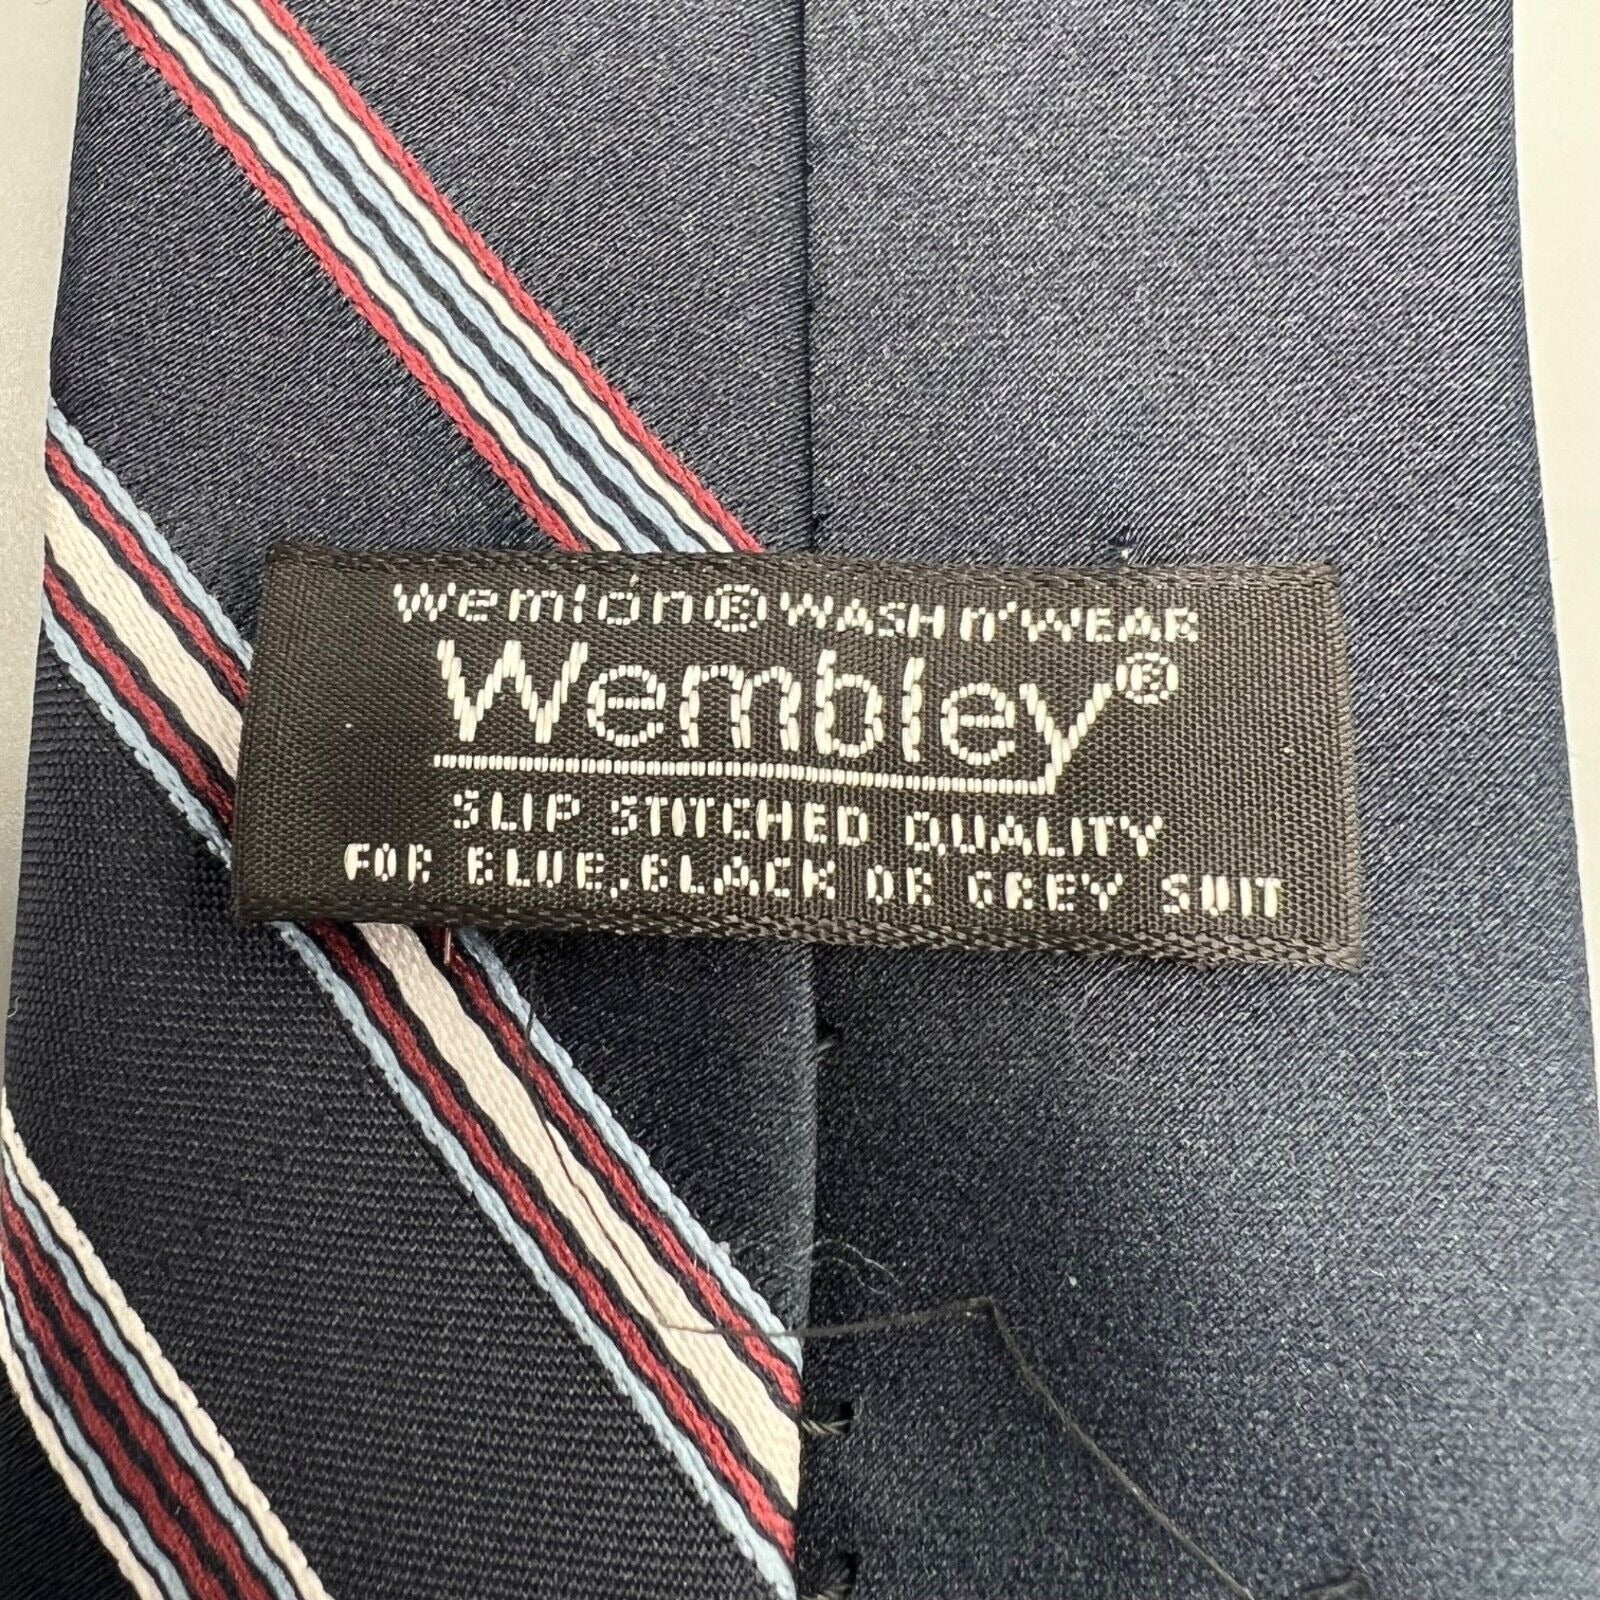 Wemlon® WASH n' WEAR
Wembley®
SLIP STITCHED QUALITY
FOR BLUE, BLACK OR GREY SUIT